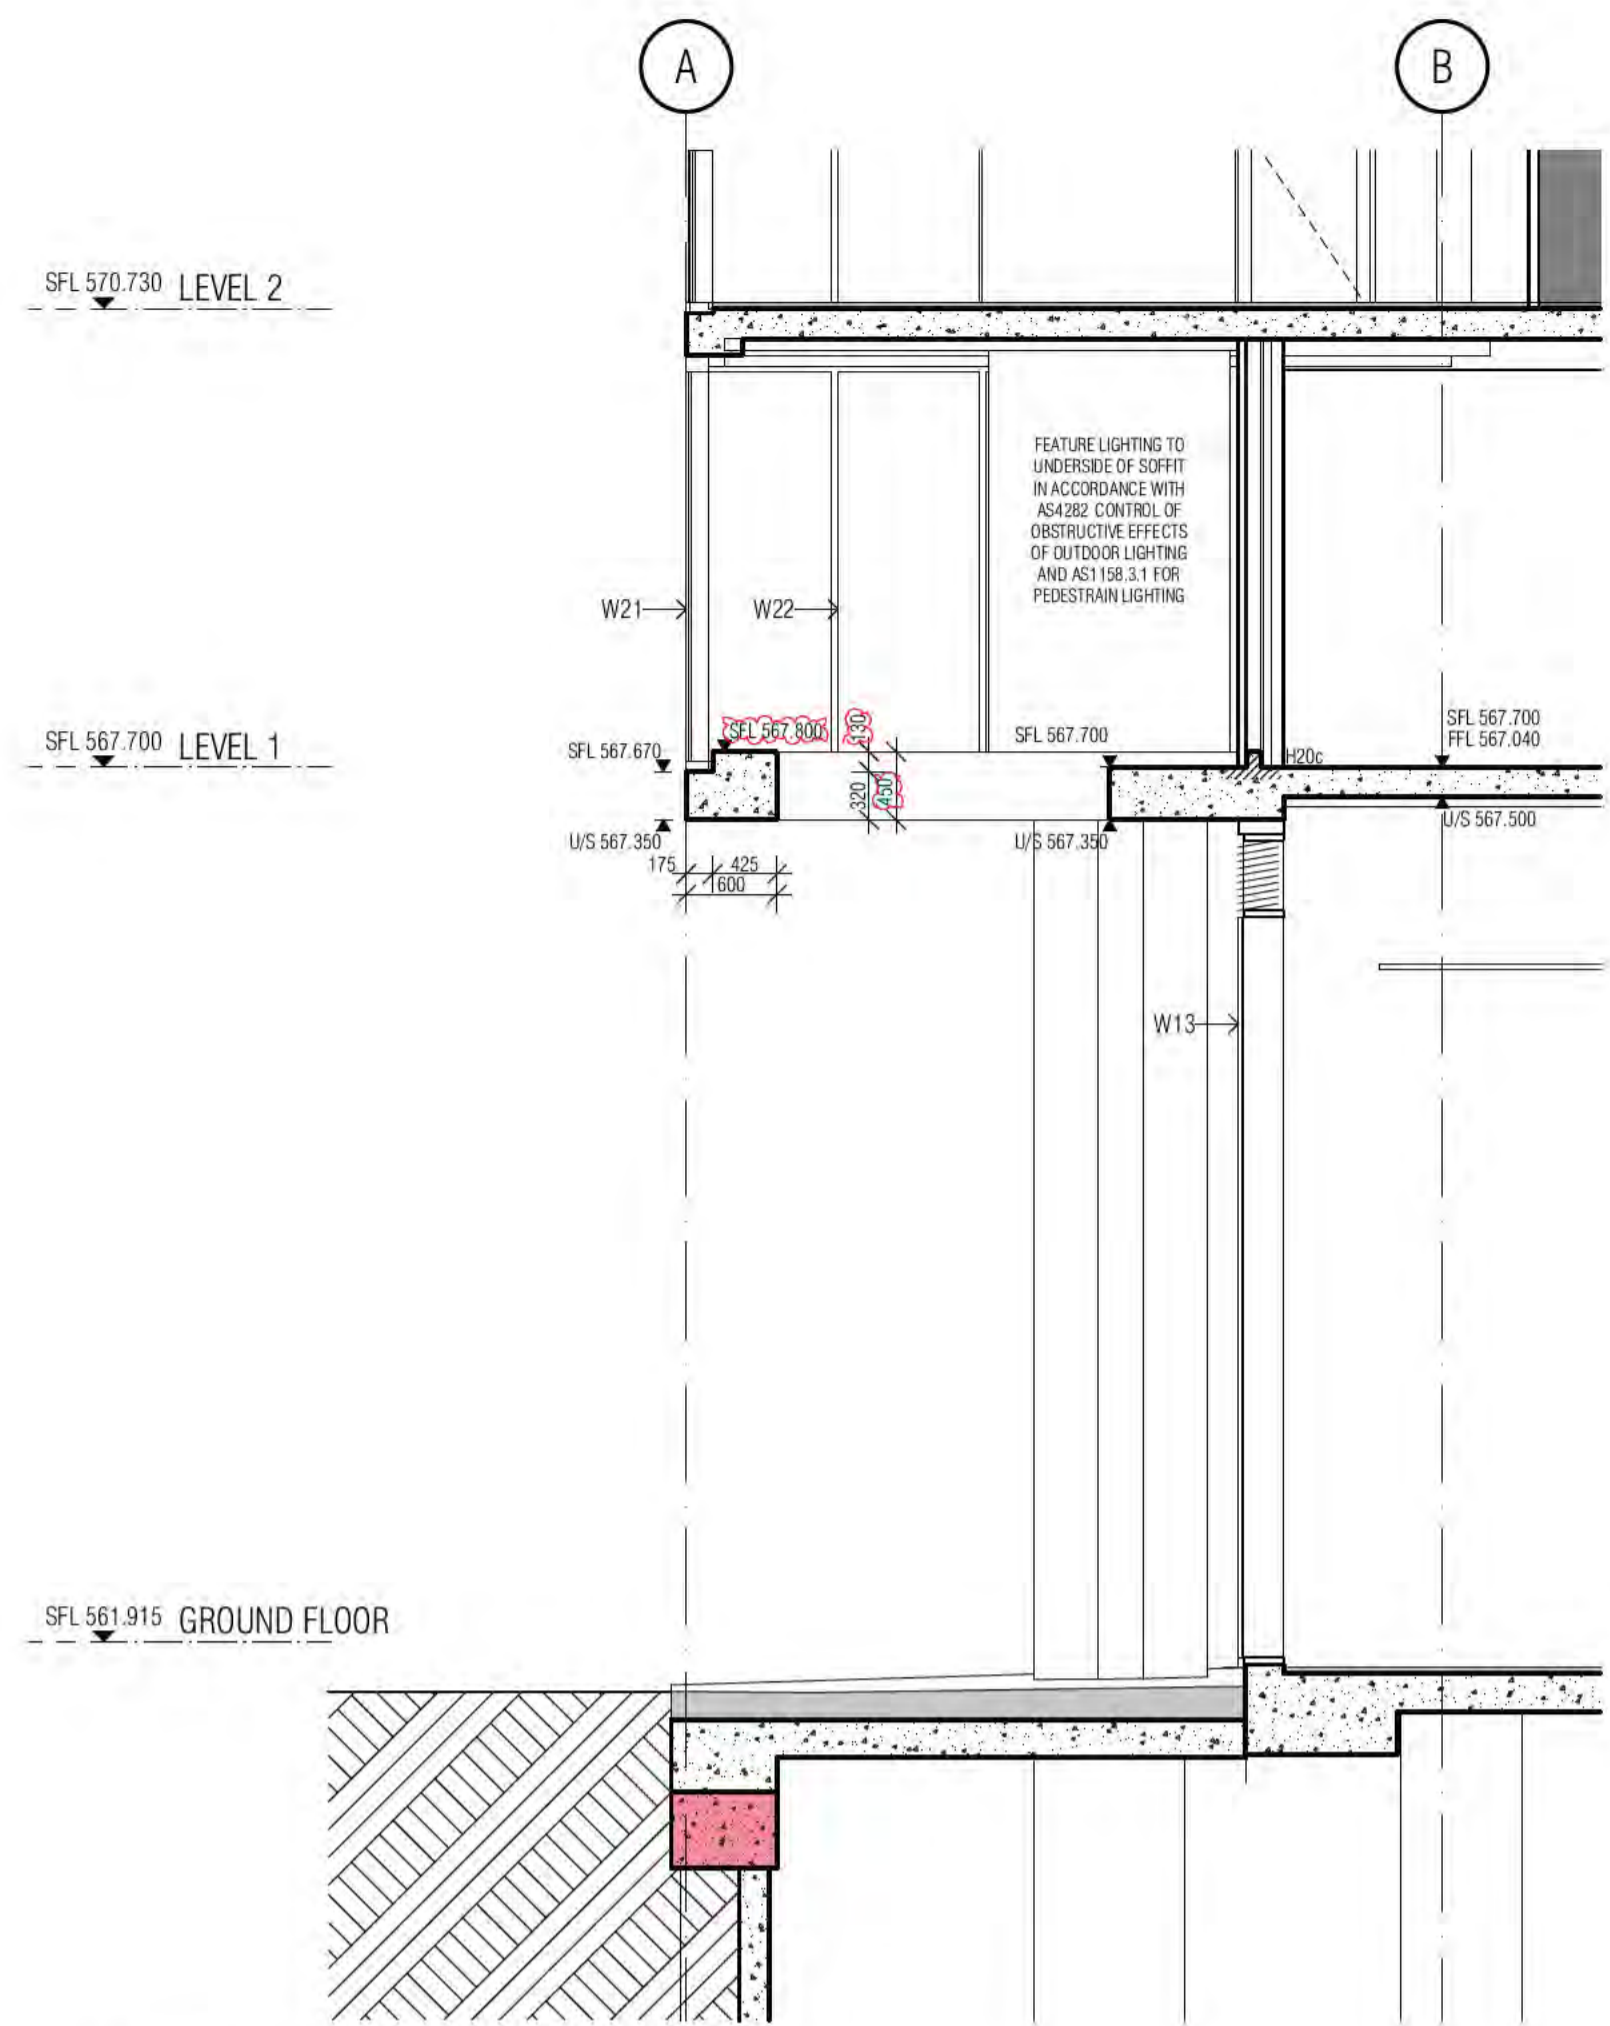 A
B
SFL 570.730 LEVEL 2
FEATURE LIGHTING TO
UNDERSIDE OF SOFFIT
IN ACCORDANCE WITH
AS4282 CONTROL OF
OBSTRUCTIVE EFFECTS
OF OUTDOOR LIGHTING
AND AS1158.3.1 FOR
PEDESTRAIN LIGHTING
W21
W22
SFL 567.700 LEVEL 1
SFL 567.670
SFL 567.800
130
SFL 567.700
SFL 567.700
FFL 567.040
H20c
320
450
U/S 567.350
U/S 567.350
U/S 567.500
175
425
600
W13
SFL 561.915 GROUND FLOOR